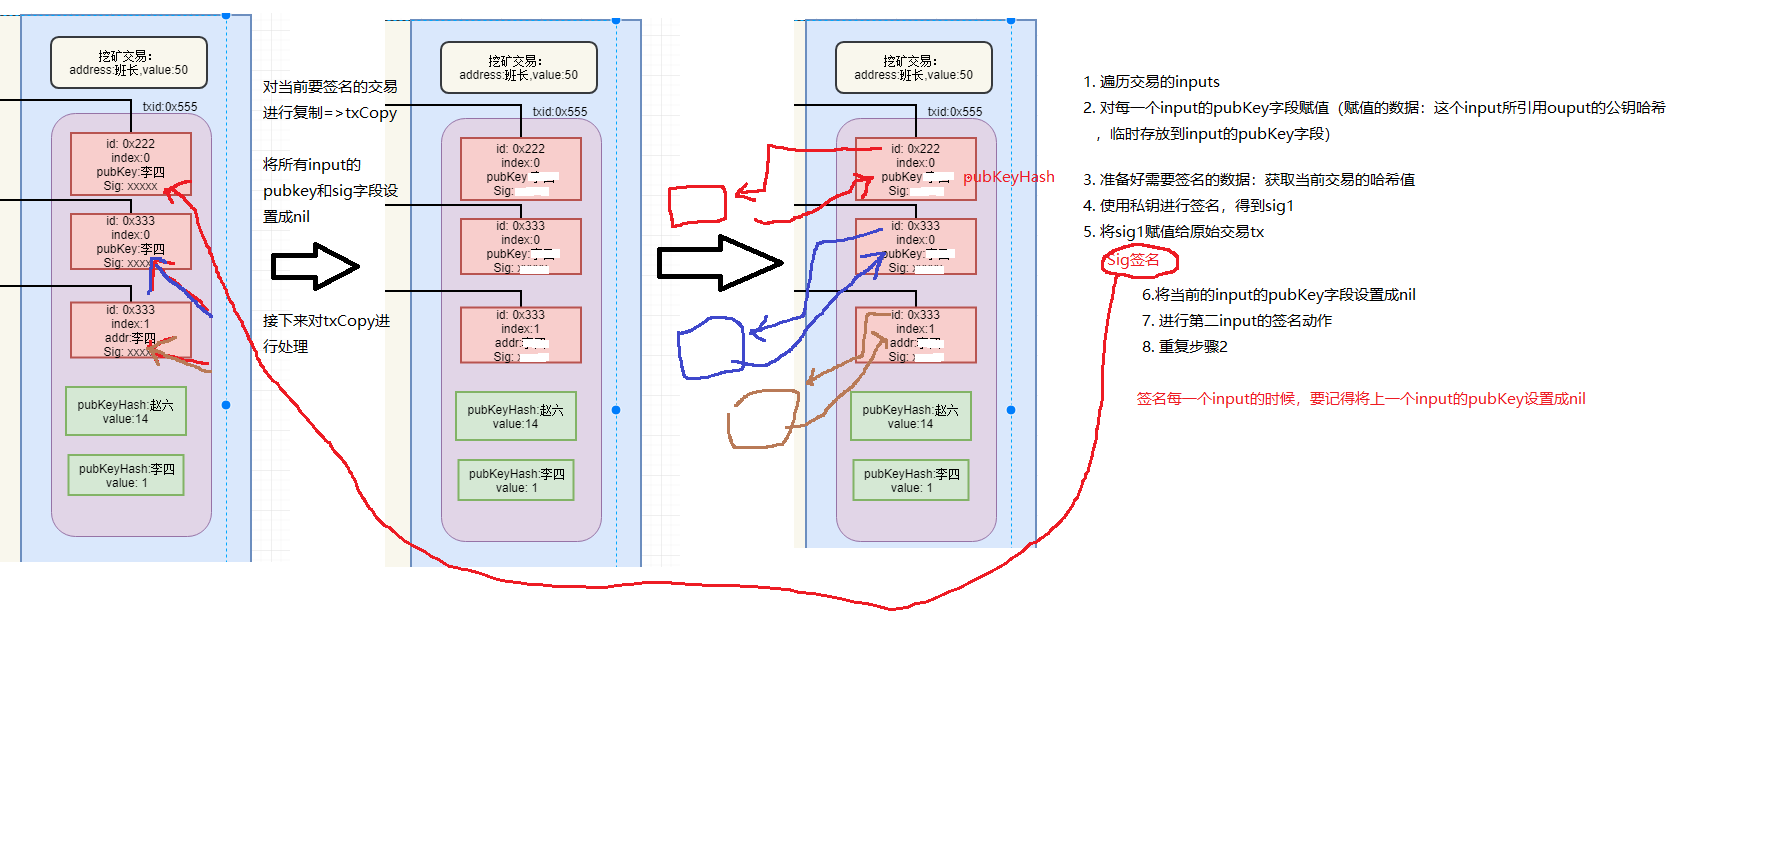 挖矿交易：
address:班长,value:50
txid:0x555
id: 0x222
index:0
pubKey:李四
Sig: xxxxx
id: 0x333
index:0
pubKey:李四
Sig: xxxx
id: 0x333
index:1
addr:李四
Sig: xxxx
pubKeyHash:赵六
value:14
pubKeyHash:李四
value: 1
对当前要签名的交易
进行复制=>txCopy
将所有input的
pubkey和sig字段设
置成nil
接下来对txCopy进
行处理
挖矿交易：
address:班长,value:50
txid:0x555
id: 0x222
index:0
pubKey
Sig:
id: 0x333
index:0
pubKey:
Sig:
id: 0x333
index:1
addr:
Sig:
pubKeyHash:赵六
value:14
pubKeyHash:李四
value: 1
挖矿交易：
address:班长,value:50
txid:0x555
id: 0x222
index:0
pubKey
pubKeyHash
Sig:
id: 0x333
index:0
pubKey:
Sig:
id: 0x333
index:1
addr:
Sig:
pubKeyHash:赵六
value:14
pubKeyHash:李四
value: 1
1. 遍历交易的inputs
2. 对每一个input的pubKey字段赋值（赋值的数据：这个input所引用ouput的公钥哈希
，临时存放到input的pubKey字段）
3. 准备好需要签名的数据：获取当前交易的哈希值
4. 使用私钥进行签名，得到sig1
5. 将sig1赋值给原始交易tx
Sig签名
6.将当前的input的pubKey字段设置成nil
7. 进行第二input的签名动作
8. 重复步骤2
签名每一个input的时候，要记得将上一个input的pubKey设置成nil